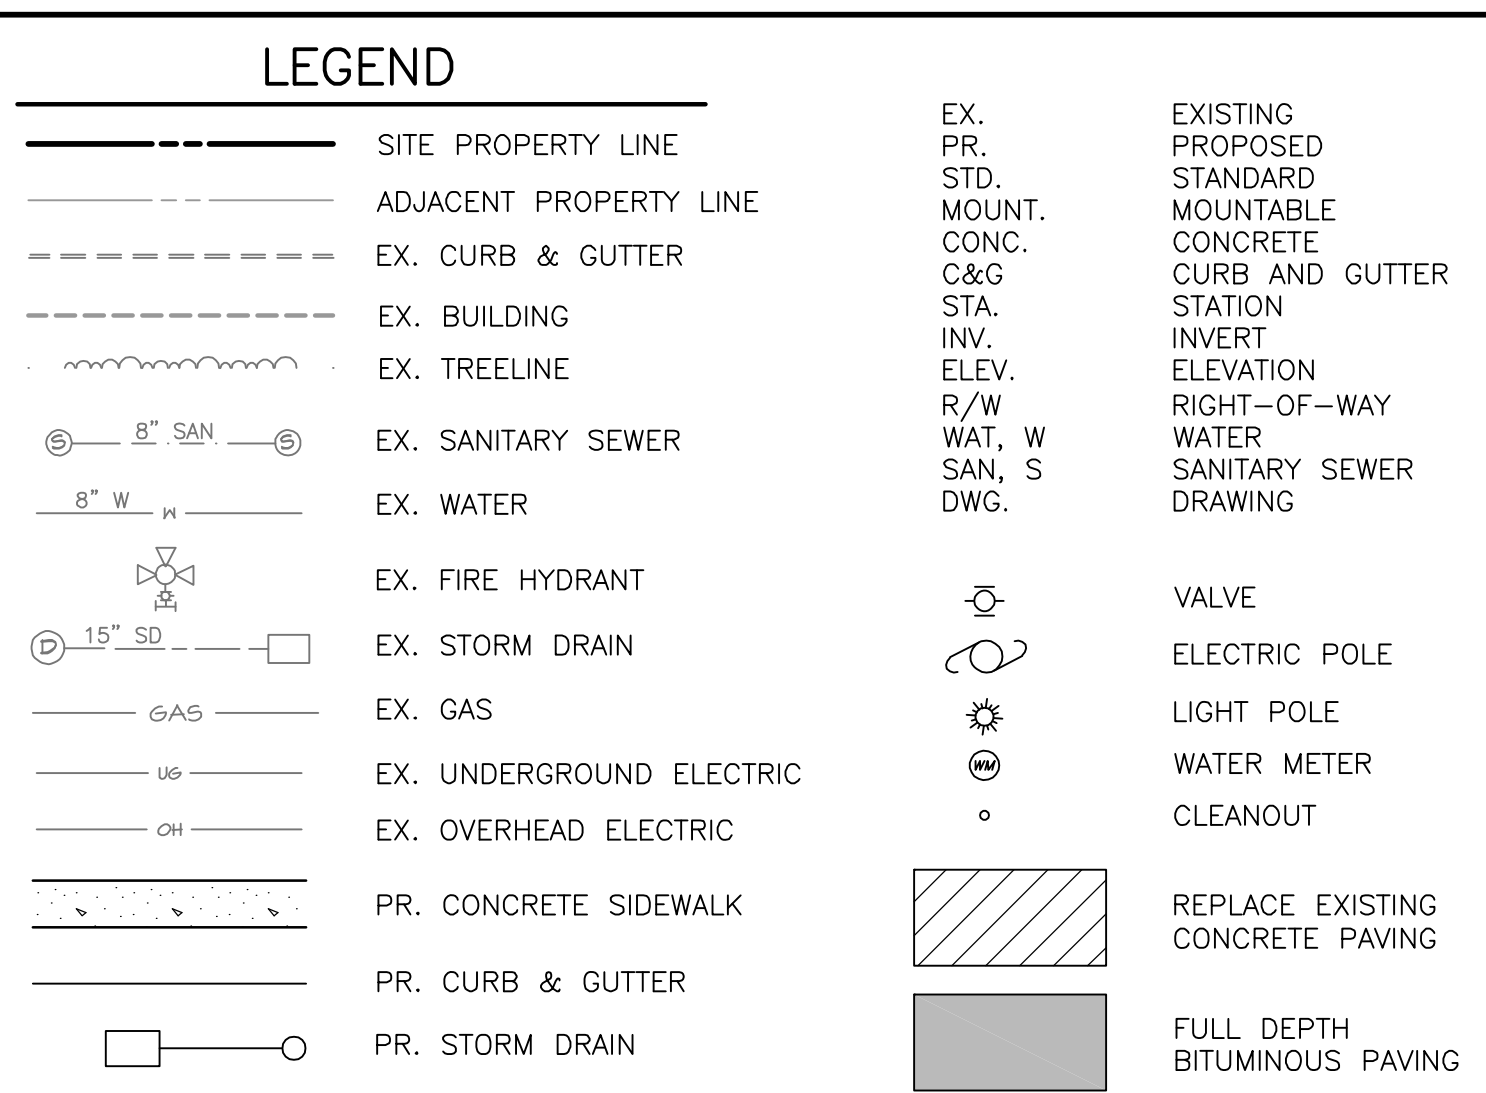 LEGEND
SITE PROPERTY LINE
ADJACENT PROPERTY LINE
EX. CURB & GUTTER
EX. BUILDING
EX. TREELINE
S 8" SAN S EX. SANITARY SEWER
8" W W EX. WATER
EX. FIRE HYDRANT
D 15" SD EX. STORM DRAIN
GAS EX. GAS
UG EX. UNDERGROUND ELECTRIC
OH EX. OVERHEAD ELECTRIC
PR. CONCRETE SIDEWALK
PR. CURB & GUTTER
PR. STORM DRAIN
EX. EXISTING
PR. PROPOSED
STD. STANDARD
MOUNT. MOUNTABLE
CONC. CONCRETE
C&G CURB AND GUTTER
STA. STATION
INV. INVERT
ELEV. ELEVATION
R/W RIGHT-OF-WAY
WAT, W WATER
SAN, S SANITARY SEWER
DWG. DRAWING
VALVE
ELECTRIC POLE
LIGHT POLE
WM WATER METER
CLEANOUT
REPLACE EXISTING
CONCRETE PAVING
FULL DEPTH
BITUMINOUS PAVING